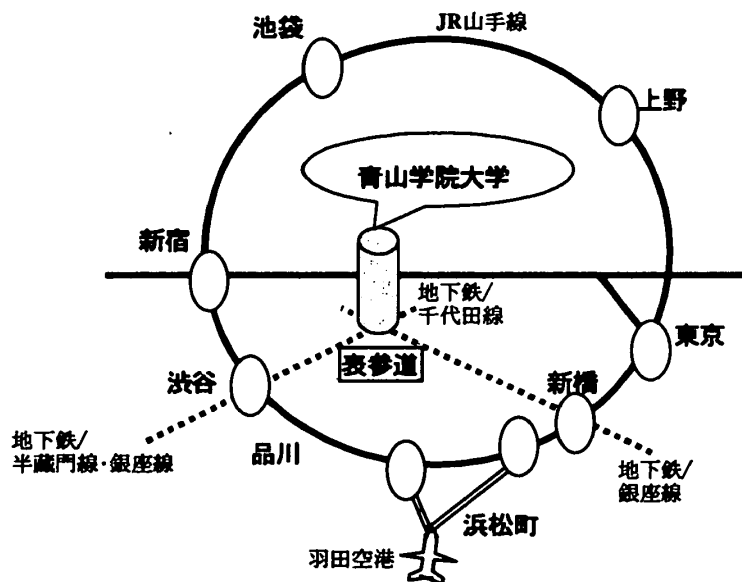 JR山手線
池袋
上野
青山学院大学
新宿
地下鉄/
千代田線
東京
表参道
渋谷
新橋
地下鉄/
半蔵門線・銀座線
品川
地下鉄/
銀座線
浜松町
羽田空港